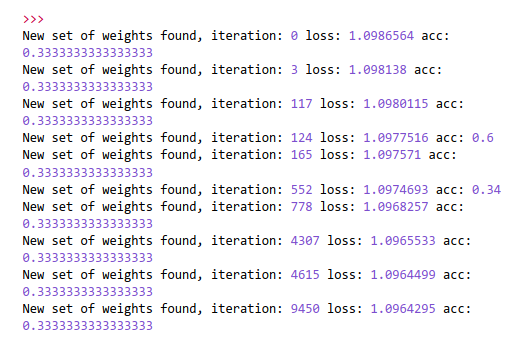 >>>
New set of weights found, iteration: 0 loss: 1.0986564 acc:
0.3333333333333333
New set of weights found, iteration: 3 loss: 1.098138 acc:
0.3333333333333333
New set of weights found, iteration: 117 loss: 1.0980115 acc:
0.3333333333333333
New set of weights found, iteration: 124 loss: 1.0977516 acc: 0.6
New set of weights found, iteration: 165 loss: 1.097571 acc:
0.3333333333333333
New set of weights found, iteration: 552 loss: 1.0974693 acc: 0.34
New set of weights found, iteration: 778 loss: 1.0968257 acc:
0.3333333333333333
New set of weights found, iteration: 4307 loss: 1.0965533 acc:
0.3333333333333333
New set of weights found, iteration: 4615 loss: 1.0964499 acc:
0.3333333333333333
New set of weights found, iteration: 9450 loss: 1.0964295 acc:
0.3333333333333333